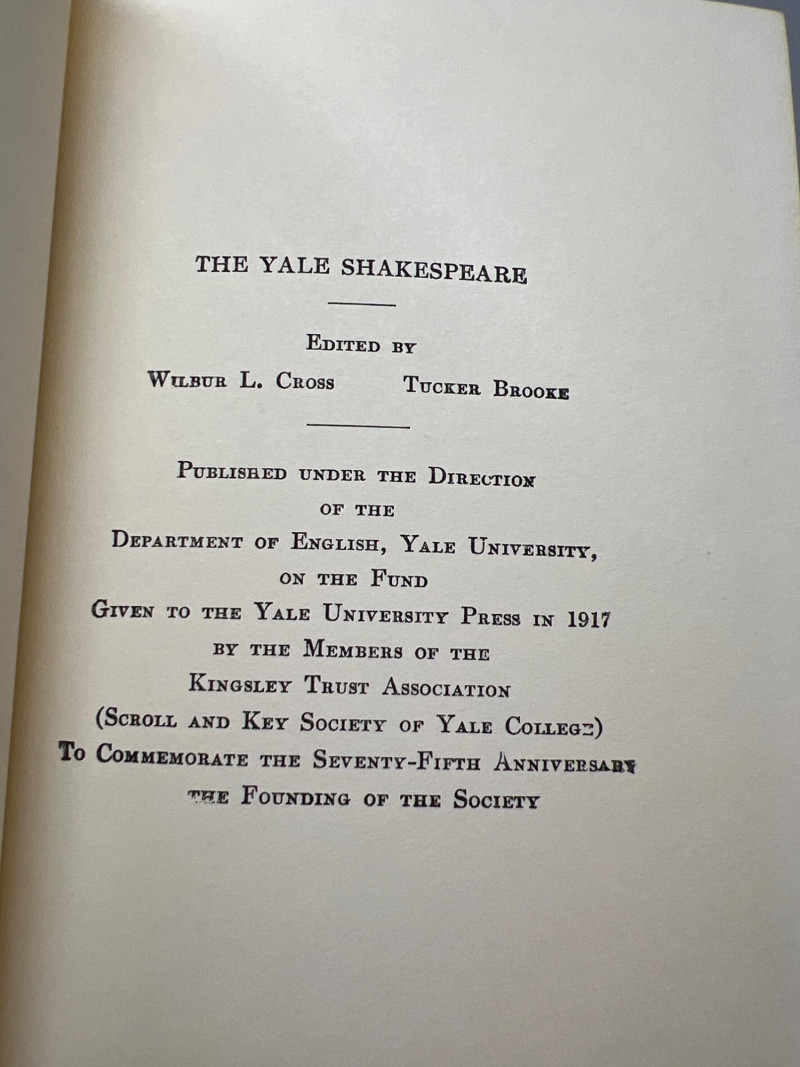 THE YALE SHAKESPEARE
EDITED BY
WILBUR L. CROSS TUCKER BROOKE
PUBLISHED UNDER THE DIRECTION
OF THE
DEPARTMENT OF ENGLISH, YALE UNIVERSITY,
ON THE FUND
GIVEN TO THE YALE UNIVERSITY PRESS IN 1917
BY THE MEMBERS OF THE
KINGSLEY TRUST ASSOCIATION
(SCROLL AND KEY SOCIETY OF YALE COLLEGE)
TO COMMEMORATE THE SEVENTY-FIFTH ANNIVERSARY
THE FOUNDING OF THE SOCIETY